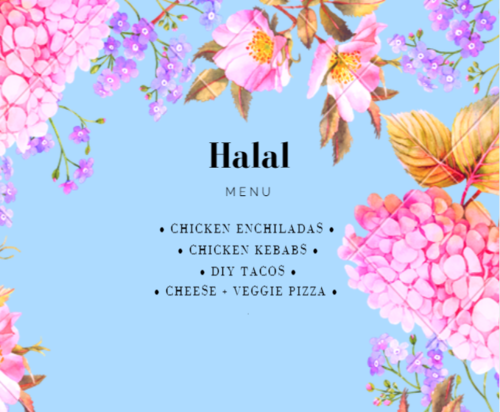 Halal
MENU
• CHICKEN ENCHILADAS •
• CHICKEN KEBABS •
• DIY TACOS •
• CHEESE + VEGGIE PIZZA •